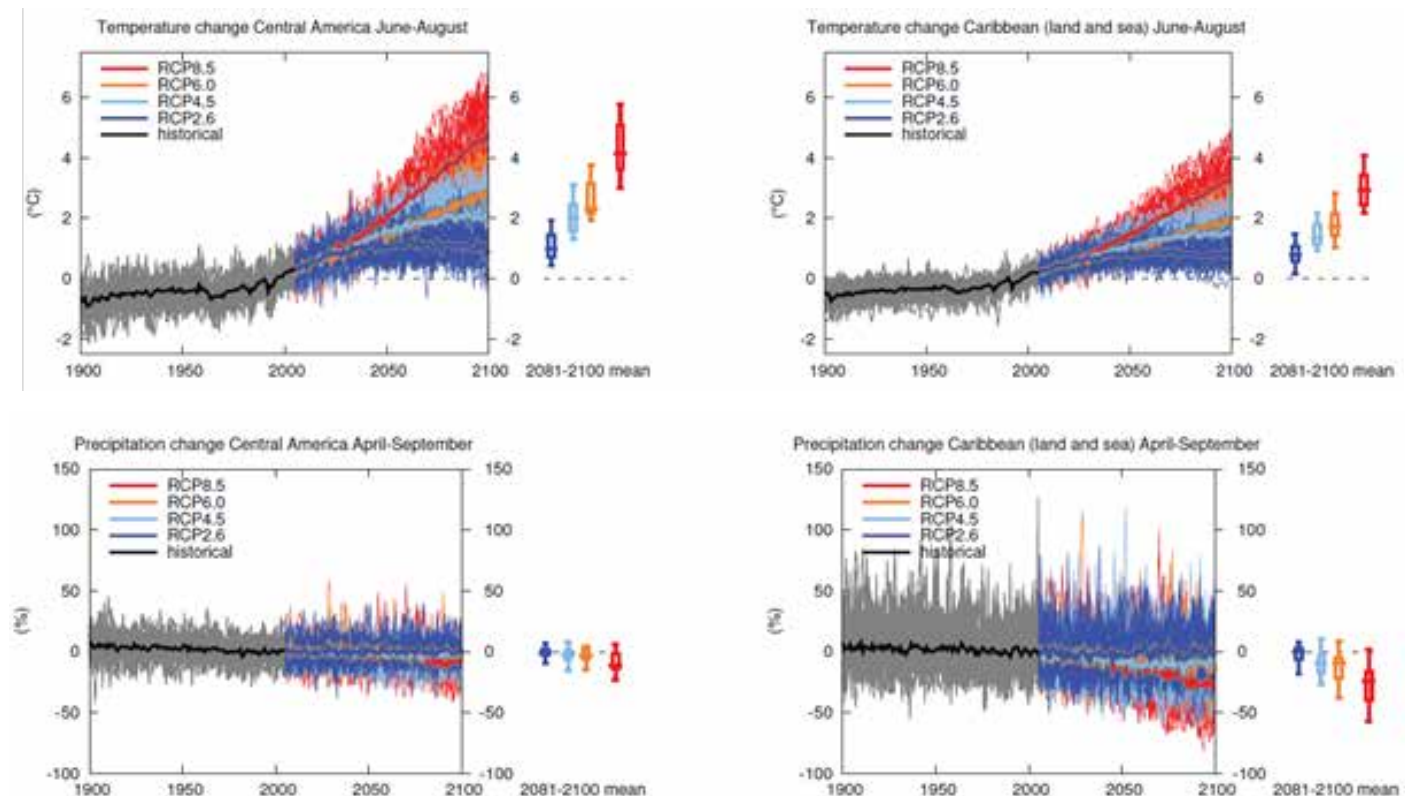 Temperature change Central America June-August
RCP8.5
RCP6.0
RCP4.5
RCP2.6
historical
(°C)
6
4
2
0
-2
6
4
2
0
-2
1900 1950 2000 2050 2100 2081-2100 mean
Temperature change Caribbean (land and sea) June-August
RCP8.5
RCP6.0
RCP4.5
RCP2.6
historical
(°C)
6
4
2
0
-2
6
4
2
0
-2
1900 1950 2000 2050 2100 2081-2100 mean
Precipitation change Central America April-September
RCP8.5
RCP6.0
RCP4.5
RCP2.6
historical
(%)
150
100
50
0
-50
-100
150
100
50
0
-50
-100
1900 1950 2000 2050 2100 2081-2100 mean
Precipitation change Caribbean (land and sea) April-September
RCP8.5
RCP6.0
RCP4.5
RCP2.6
historical
(%)
150
100
50
0
-50
-100
150
100
50
0
-50
-100
1900 1950 2000 2050 2100 2081-2100 mean